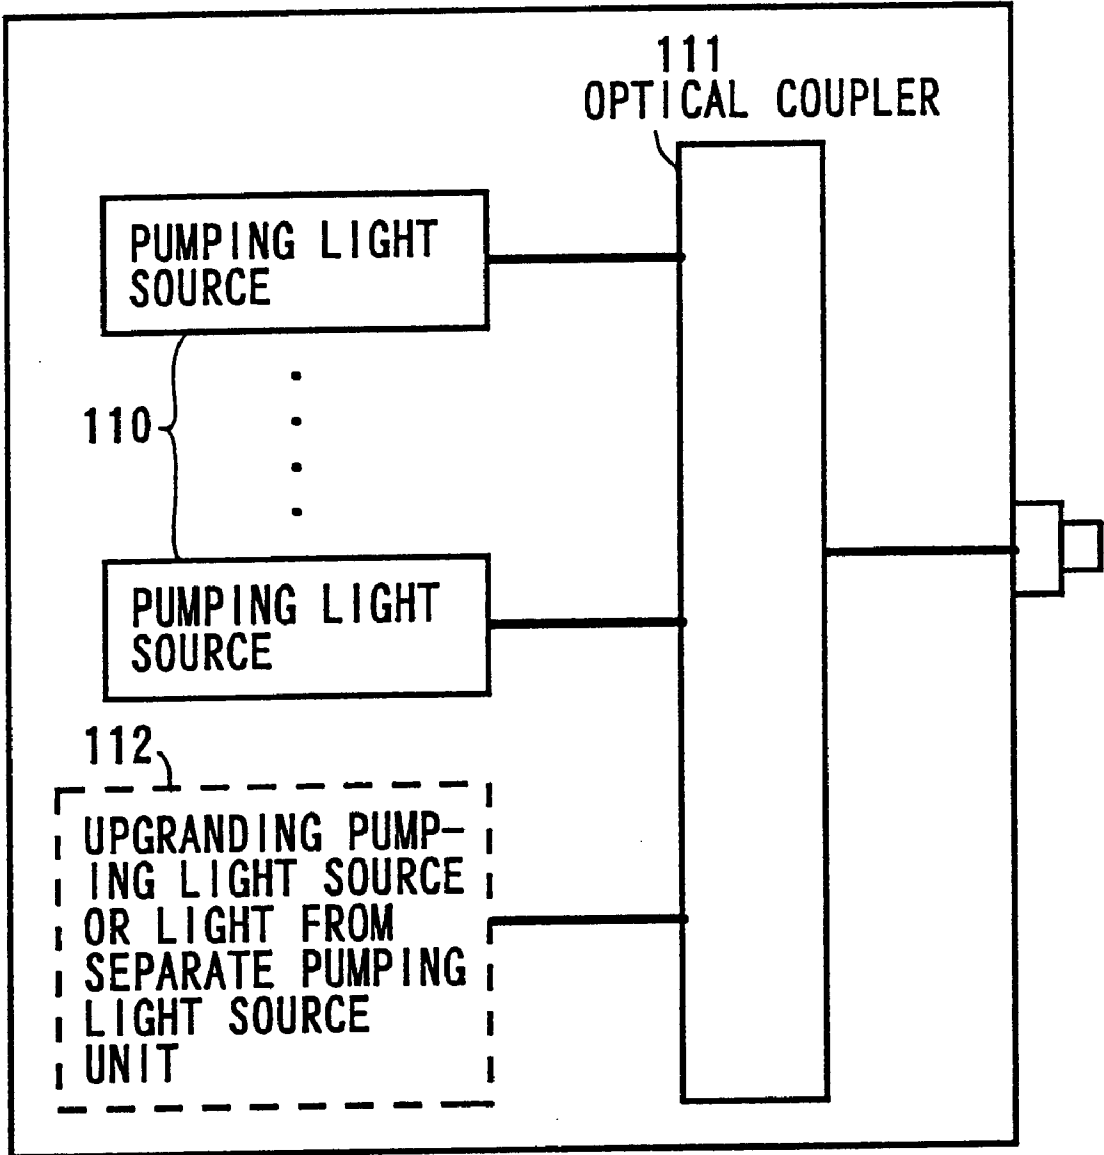 111
OPTICAL COUPLER
PUMPING LIGHT
SOURCE
110
PUMPING LIGHT
SOURCE
112
UPGRANDING PUMP-
ING LIGHT SOURCE
OR LIGHT FROM
SEPARATE PUMPING
LIGHT SOURCE
UNIT